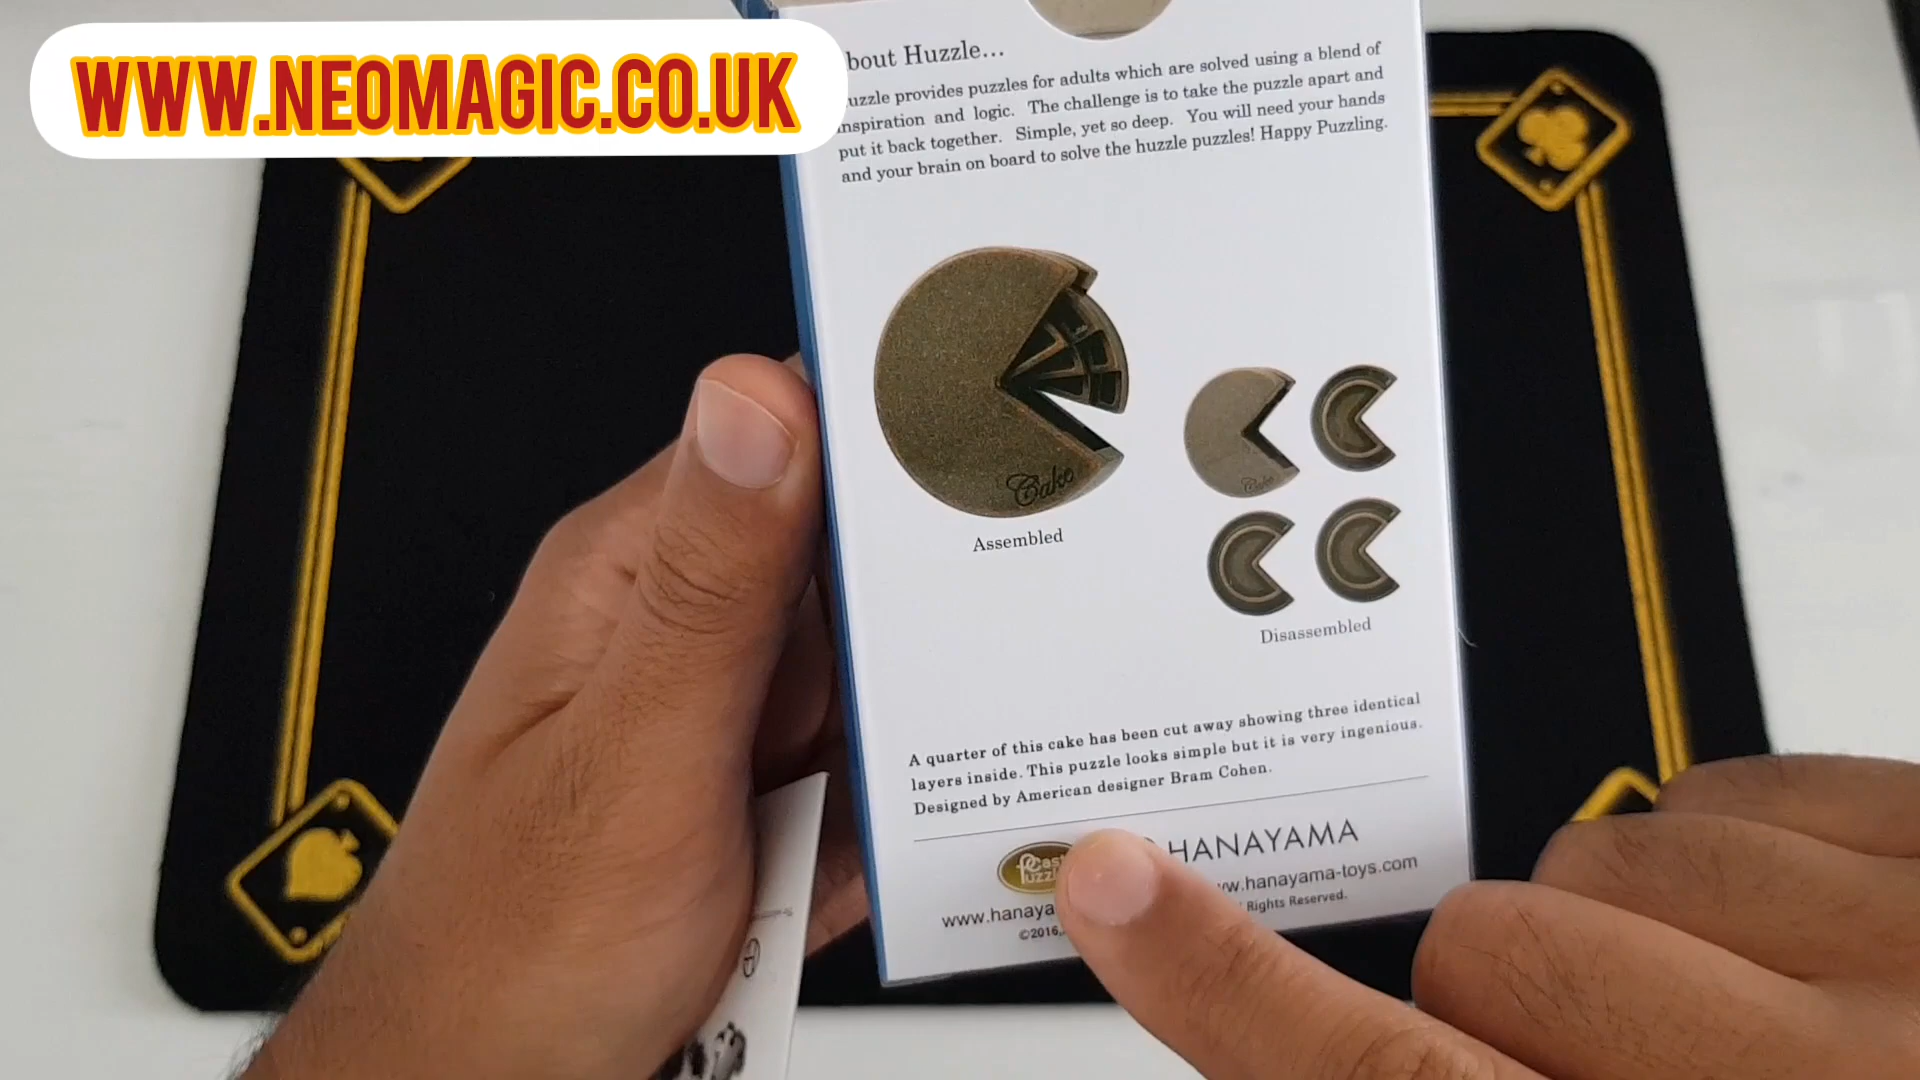 WWW.NEOMAGIC.CO.UK
bout Huzzle...
uzzle provides puzzles for adults which are solved using a blend of
nspiration and logic. The challenge is to take the puzzle apart and
put it back together. Simple, yet so deep. You will need your hands
and your brain on board to solve the huzzle puzzles! Happy Puzzling.
Cake
Cake
Assembled
Disassembled
A quarter of this cake has been cut away showing three identical
layers inside. This puzzle looks simple but it is very ingenious.
Designed by American designer Bram Cohen.
Cast
Puzzl
HANAYAMA
www.hanaya
w.hanayama-toys.com
©2016,
Rights Reserved.